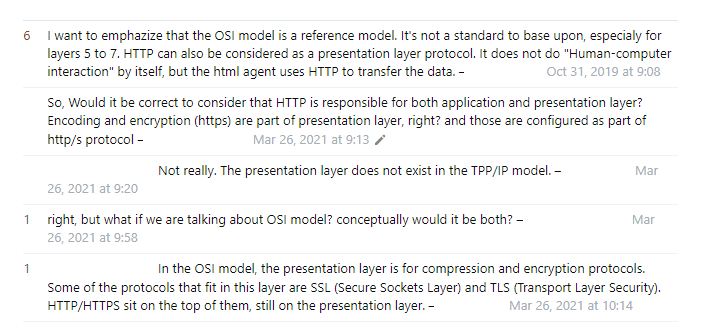 6 I want to emphazize that the OSI model is a reference model. It's not a standard to base upon, especialy for
layers 5 to 7. HTTP can also be considered as a presentation layer protocol. It does not do "Human-computer
interaction" by itself, but the html agent uses HTTP to transfer the data. – Oct 31, 2019 at 9:08
So, Would it be correct to consider that HTTP is responsible for both application and presentation layer?
Encoding and encryption (https) are part of presentation layer, right? and those are configured as part of
http/s protocol – Mar 26, 2021 at 9:13
Not really. The presentation layer does not exist in the TPP/IP model. – Mar
26, 2021 at 9:20
1 right, but what if we are talking about OSI model? conceptually would it be both? – Mar
26, 2021 at 9:58
1 In the OSI model, the presentation layer is for compression and encryption protocols.
Some of the protocols that fit in this layer are SSL (Secure Sockets Layer) and TLS (Transport Layer Security).
HTTP/HTTPS sit on the top of them, still on the presentation layer. – Mar 26, 2021 at 10:14